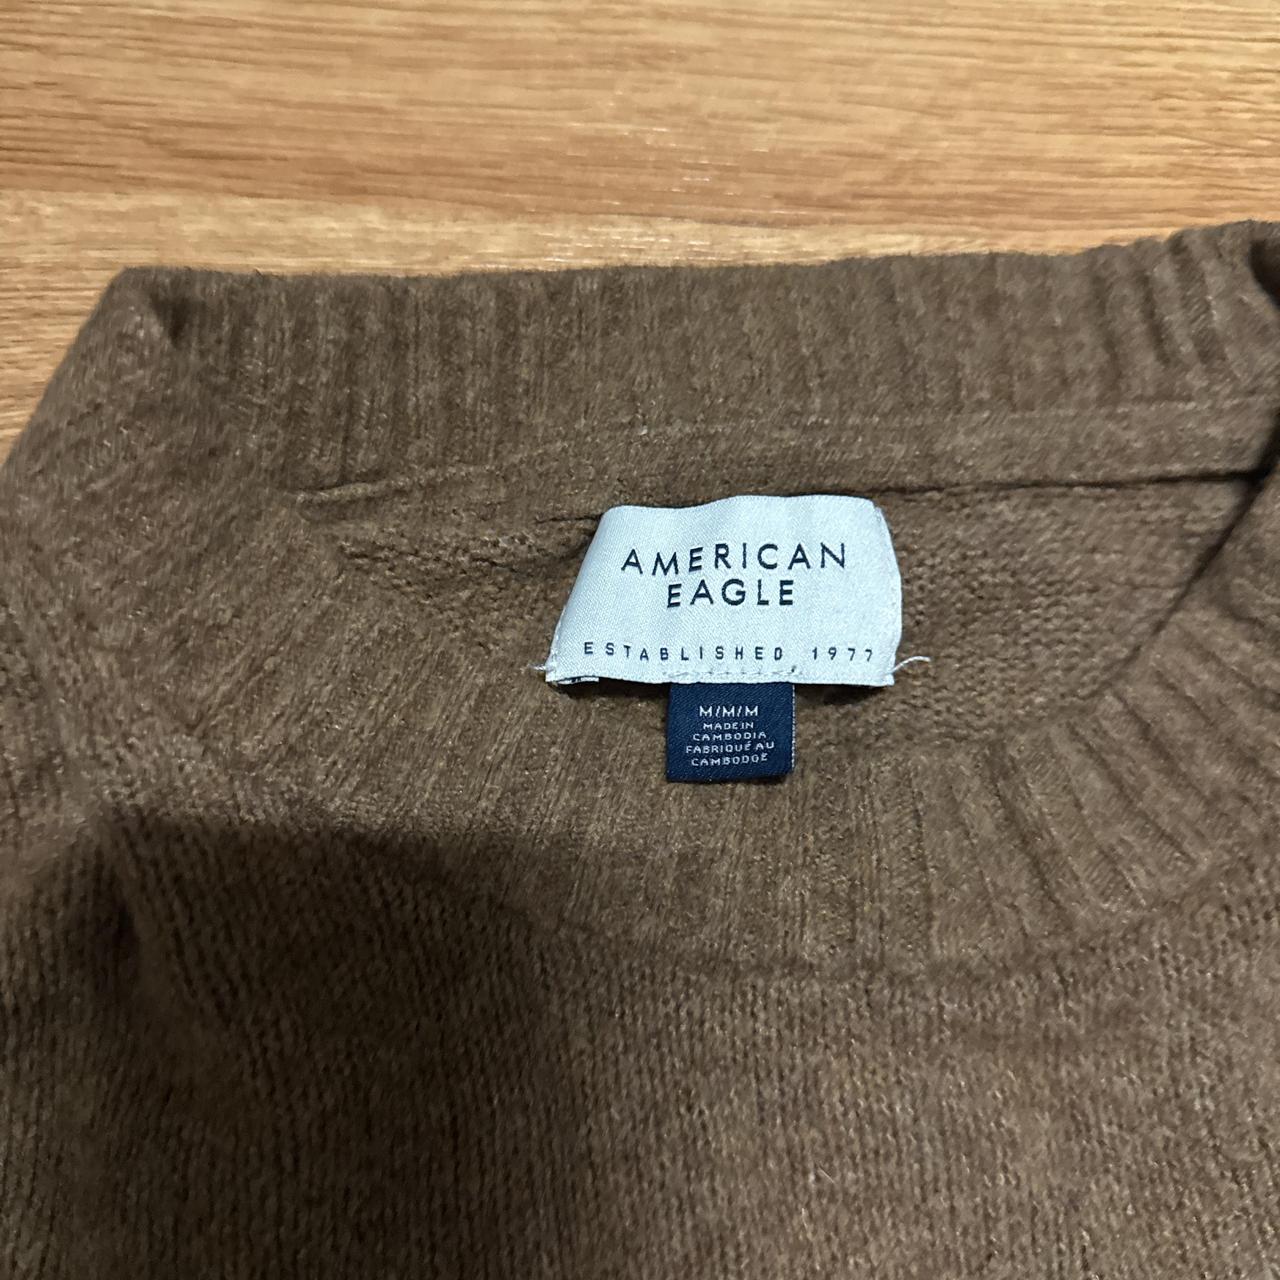 AMERICAN
EAGLE
ESTABLISHED 1977
M/M/M
MADE IN
CAMBODIA
FABRIQUÉ AU
CAMBODGE